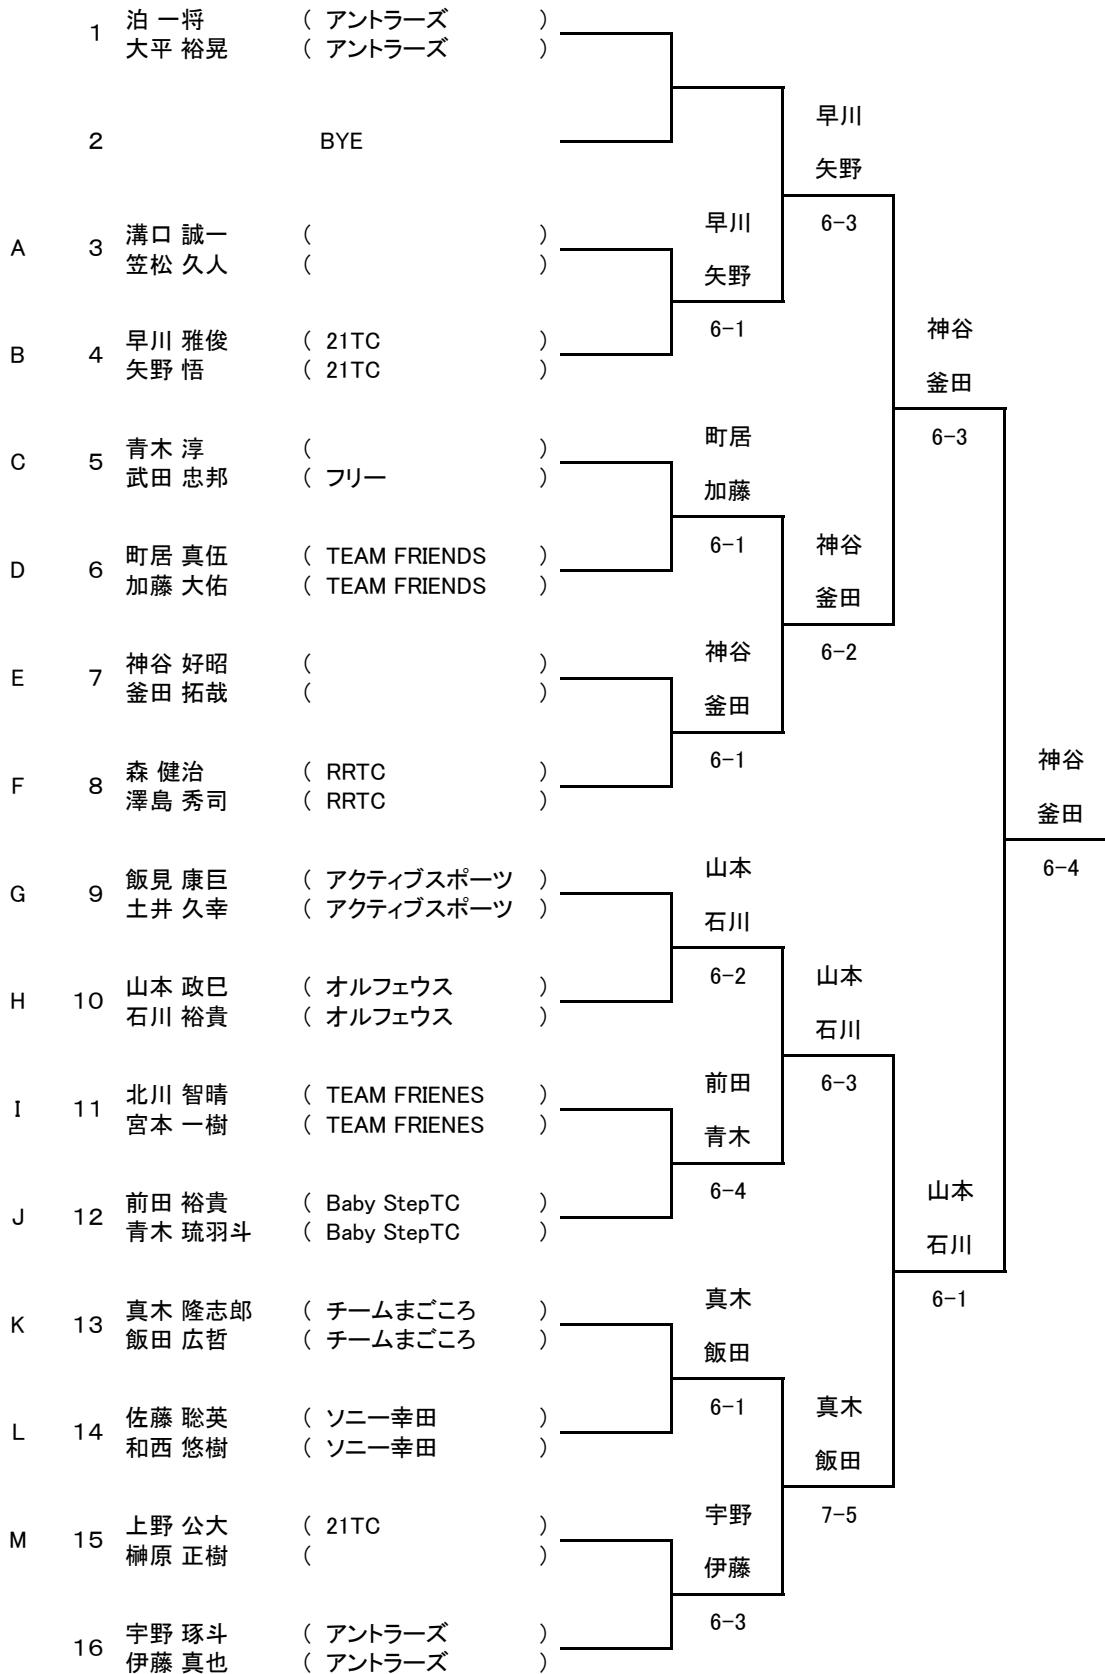 1 泊 一将 ( アントラーズ )
大平 裕晃 ( アントラーズ )
2 BYE
A 3 溝口 誠一 ( )
笠松 久人 ( )
B 4 早川 雅俊 ( 21TC )
矢野 悟 ( 21TC )
C 5 青木 淳 ( )
武田 忠邦 ( フリー )
D 6 町居 真伍 ( TEAM FRIENDS )
加藤 大佑 ( TEAM FRIENDS )
E 7 神谷 好昭 ( )
釜田 拓哉 ( )
F 8 森 健治 ( RRTC )
澤島 秀司 ( RRTC )
G 9 飯見 康巨 ( アクティブスポーツ )
土井 久幸 ( アクティブスポーツ )
H 10 山本 政巳 ( オルフェウス )
石川 裕貴 ( オルフェウス )
I 11 北川 智晴 ( TEAM FRIENES )
宮本 一樹 ( TEAM FRIENES )
J 12 前田 裕貴 ( Baby StepTC )
青木 琉羽斗 ( Baby StepTC )
K 13 真木 隆志郎 ( チームまごころ )
飯田 広哲 ( チームまごころ )
L 14 佐藤 聡英 ( ソニー幸田 )
和西 悠樹 ( ソニー幸田 )
M 15 上野 公大 ( 21TC )
榊原 正樹 ( )
16 宇野 琢斗 ( アントラーズ )
伊藤 真也 ( アントラーズ )
早川
矢野
6-1
町居
加藤
6-1
神谷
釜田
6-1
山本
石川
6-2
前田
青木
6-4
真木
飯田
6-1
宇野
伊藤
6-3
早川
矢野
6-3
神谷
釜田
6-2
山本
石川
6-3
真木
飯田
7-5
神谷
釜田
6-3
山本
石川
6-1
神谷
釜田
6-4